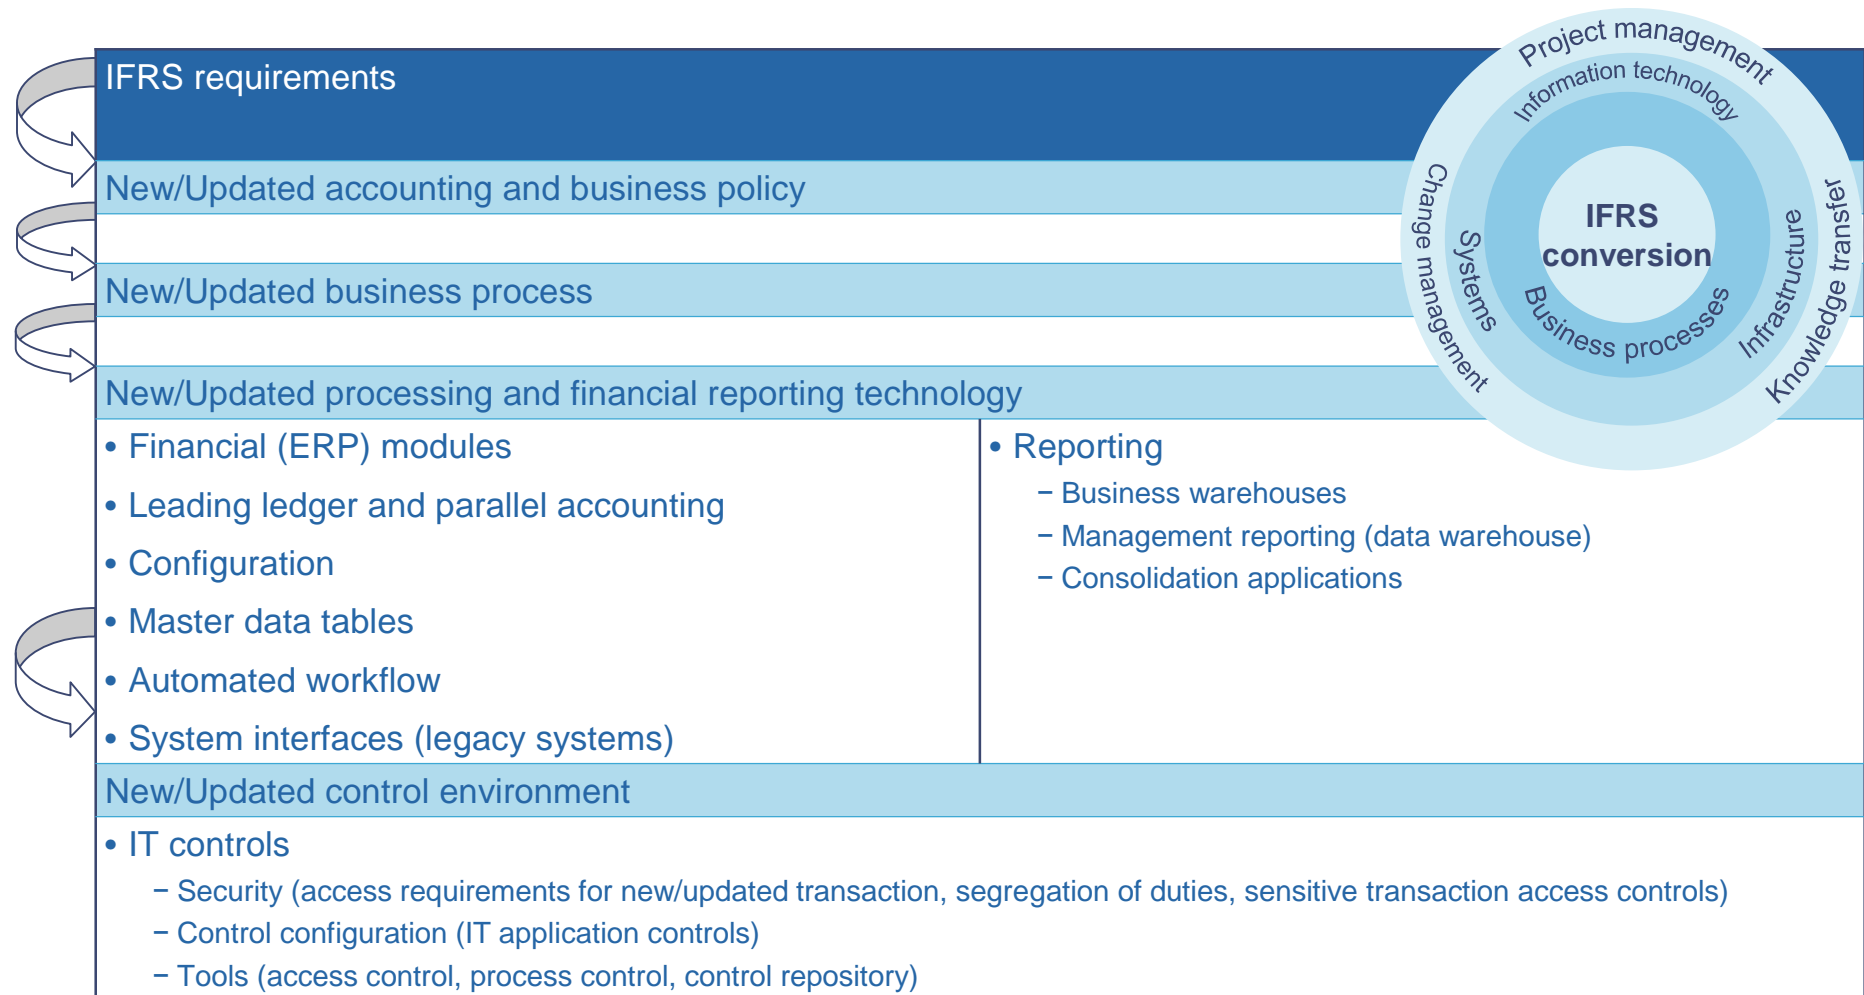 IFRS requirements
New/Updated accounting and business policy
New/Updated business process
New/Updated processing and financial reporting technology
• Financial (ERP) modules
• Leading ledger and parallel accounting
• Configuration
• Master data tables
• Automated workflow
• System interfaces (legacy systems)
• Reporting
− Business warehouses
− Management reporting (data warehouse)
− Consolidation applications
New/Updated control environment
• IT controls
− Security (access requirements for new/updated transaction, segregation of duties, sensitive transaction access controls)
− Control configuration (IT application controls)
− Tools (access control, process control, control repository)
Project management
Information technology
Change management
Systems
IFRS
conversion
Business processes
Infrastructure
Knowledge transfer